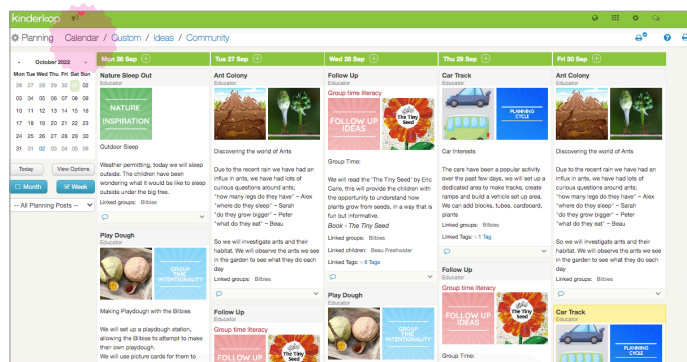 kinderkop
Planning Calendar / Custom / Ideas / Community
October 2022
Mon Tue Wed Thu Fri Sat Sun
26 27 28 29 30 01 02
03 04 05 06 07 08 09
10 11 12 13 14 15 16
17 18 19 20 21 22 23
24 25 26 27 28 29 30
31 01 02 03 04 05 06
Today View Options
Month Week
-- All Planning Posts --
Mon 26 Sep
Nature Sleep Out
Educator
NATURE
INSPIRATION
Outdoor Sleep
Weather permitting, today we will sleep
outside. The children have been
wondering what it would be like to sleep
outside under the big tree.
Linked groups: Bilbies
Play Dough
Educator
GROUP
TIME
INTENTIONALITY
Making Playdough with the Bilbies
We will set up a playdough station,
allowing the Bilbies to attempt to make
their own playdough.
We will use picture cards for them to
Tue 27 Sep
Ant Colony
Educator
Discovering the world of Ants
Due to the recent rain we have had an
influx in ants, we have had lots of
curious questions around ants;
"how many legs do they have" ~ Alex
"where do they sleep" ~ Sarah
"do they grow bigger" ~ Peter
"what do they eat" ~ Beau
So we will investigate ants and their
habitat. We will observe the ants we see
in the garden to see what they do each
day
Linked groups: Bilbies
Follow Up
Educator
Group time literacy
FOLLOW UP
The Tiny
Seed
Wed 28 Sep
Follow Up
Educator
Group time literacy
FOLLOW UP
IDEAS
The Tiny
Seed
Group Time:
We will read the "The Tiny Seed" by Eric
Carle, this will provide the children with
the opportunity to understand how
plants grow from seeds, in a way that is
fun but informative.
Book - The Tiny Seed
Linked groups: Bilbies
Linked children: Beau Freshwater
Linked Tags: 8 Tags
Play Dough
Educator
GROUP
TIME
INTENTIONALITY
Thu 29 Sep
Car Track
Educator
PLANNING
CYCLE
Car Interests
The cars have been a popular activity
over the past few days, we will set up a
dedicated area to make tracks, create
ramps and build a vehicle set up area.
We can add blocks, tubes, cardboard,
plants
Linked groups: Bilbies
Linked Tags: 1 Tag
Follow Up
Educator
Group time literacy
FOLLOW UP
IDEAS
The Tiny
Seed
Group Time:
Fri 30 Sep
Ant Colony
Educator
Discovering the world of Ants
Due to the recent rain we have had an
influx in ants, we have had lots of
curious questions around ants;
"how many legs do they have" ~ Alex
"where do they sleep" ~ Sarah
"do they grow bigger" ~ Peter
"what do they eat" ~ Beau
So we will investigate ants and their
habitat. We will observe the ants we see
in the garden to see what they do each
day
Linked groups: Bilbies
Car Track
Educator
PLANNING
CYCLE